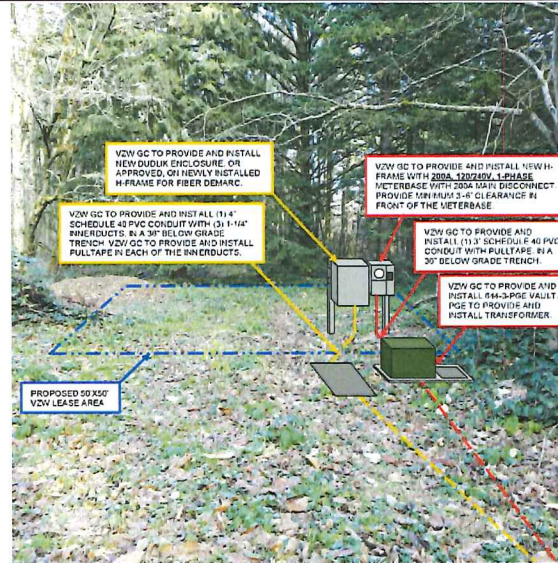 VZW GC TO PROVIDE AND INSTALL
NEW DUDUK ENCLOSURE, OR
APPROVED, ON NEWLY INSTALLED
H-FRAME FOR FIBER DEMARC.
VZW GC TO PROVIDE AND INSTALL (1) 4"
SCHEDULE 40 PVC CONDUIT WITH (3) 1-1/4"
INNERDUCTS, IN A 30" BELOW GRADE
TRENCH. VZW GC TO PROVIDE AND INSTALL
PULLTAPE IN EACH OF THE INNERDUCTS.
VZW GC TO PROVIDE AND INSTALL NEW H-
FRAME WITH 200A, 120/240V, 1-PHASE
METERBASE WITH 200A MAIN DISCONNECT.
PROVIDE MINIMUM 3'-6" CLEARANCE IN
FRONT OF THE METERBASE
VZW GC TO PROVIDE AND
INSTALL (1) 3" SCHEDULE 40 PVC
CONDUIT WITH PULLTAPE, IN A
30" BELOW GRADE TRENCH.
VZW GC TO PROVIDE AND
INSTALL 644-3-PGE VAULT.
PGE TO PROVIDE AND
INSTALL TRANSFORMER.
PROPOSED 50'X50'
VZW LEASE AREA